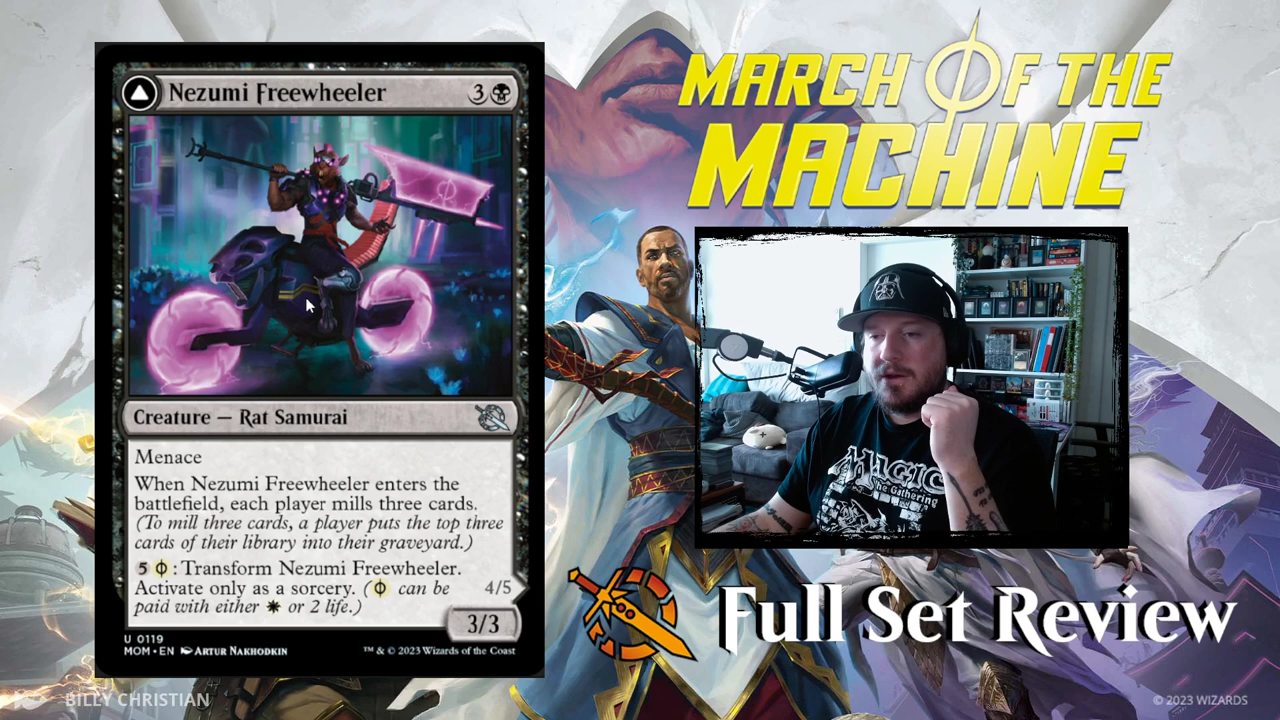 Nezumi Freewheeler 3
Creature — Rat Samurai
Menace
When Nezumi Freewheeler enters the
battlefield, each player mills three cards.
(To mill three cards, a player puts the top three
cards of their library into their graveyard.)
5 : Transform Nezumi Freewheeler.
Activate only as a sorcery. ( can be
paid with either or 2 life.)
4/5
3/3
U 0119
MOM • EN ARTUR NAKHODKIN
™ & © 2023 Wizards of the Coast
MARCH OF THE
MACHINE
MAGIC
the Gathering
Full Set Review
BILLY CHRISTIAN
© 2023 WIZARDS